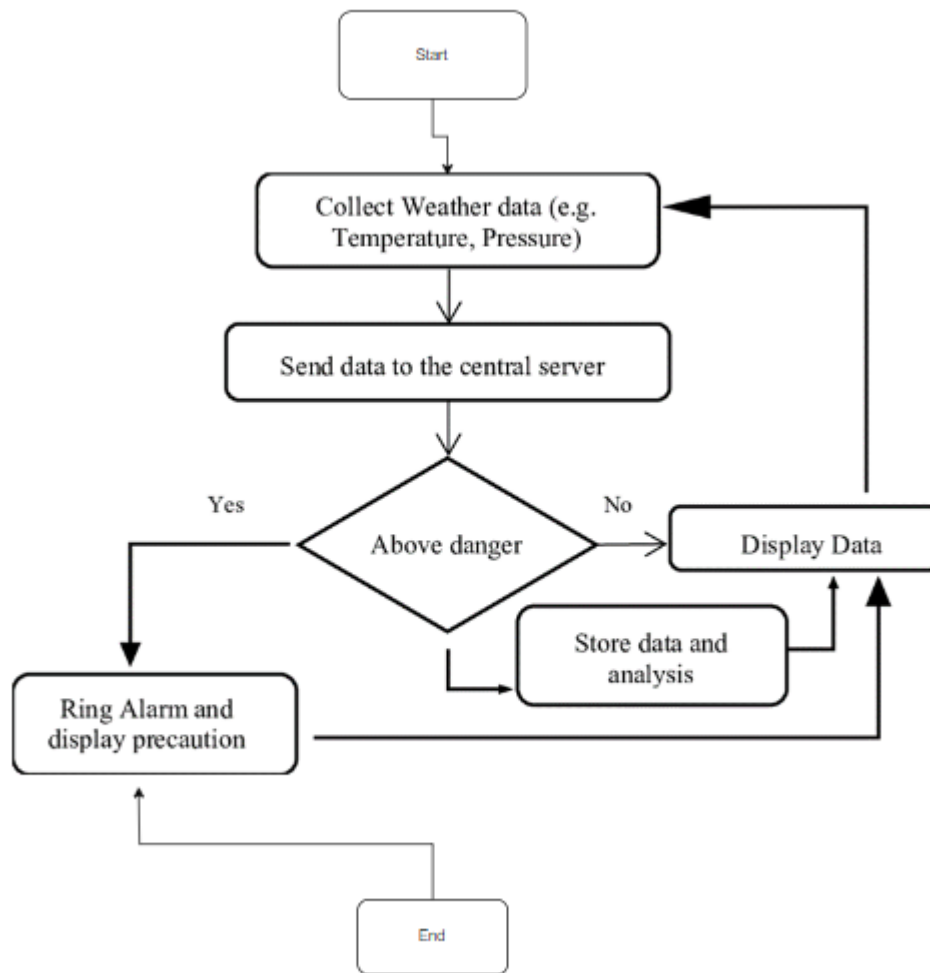 Start
Collect Weather data (e.g.
Temperature, Pressure)
Send data to the central server
Yes
No
Above danger
Display Data
Store data and
analysis
Ring Alarm and
display precaution
End